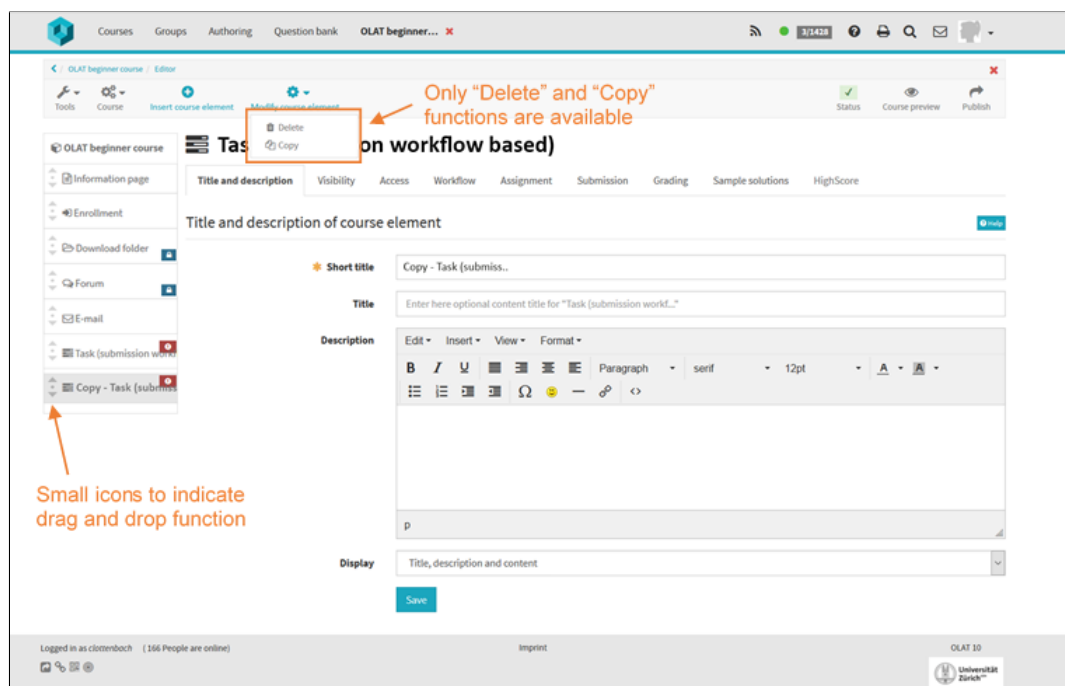 Courses Groups Authoring Question bank OLAT beginner... 3/1428
OLAT beginner course / Editor
Tools Course Insert course element Modify course element Status Course preview Publish
Only “Delete” and “Copy”
functions are available
Delete
Copy
OLAT beginner course
Information page
Enrollment
Download folder
Forum
E-mail
Task (submission work
Copy - Task (submiss
Small icons to indicate
drag and drop function
Tas on workflow based)
Title and description Visibility Access Workflow Assignment Submission Grading Sample solutions HighScore
Title and description of course element
Help
Short title Copy - Task (submiss..
Title Enter here optional content title for "Task (submission workf..."
Description Edit Insert View Format
B I U Paragraph serif 12pt A A
Ω
p
Display Title, description and content
Save
Logged in as clottenbach (166 People are online) Imprint OLAT 10
Universität
Zürich